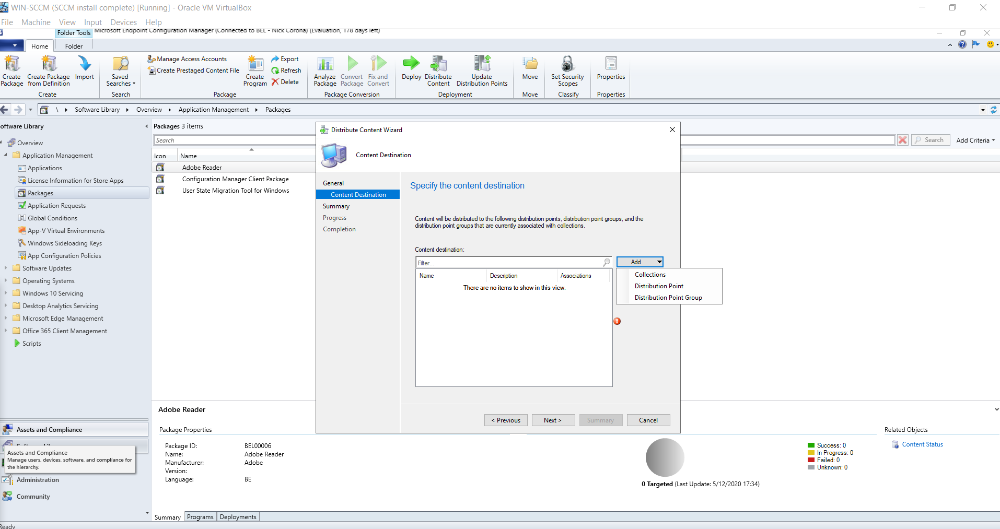 WIN-SCCM (SCCM install complete) [Running] - Oracle VM VirtualBox
File Machine View Input Devices Help
Folder Tools Microsoft Endpoint Configuration Manager (Connected to BEL - Nick Corona) (Evaluation, 178 days left)
Home Folder
Create Package
Create Package from Definition
Import
Create
Saved Searches
Search
Manage Access Accounts
Create Prestaged Content File
Create Program
Export
Refresh
Delete
Package
Analyze Package
Convert Package
Fix and Convert
Package Conversion
Deploy
Distribute Content
Update Distribution Points
Deployment
Move
Move
Set Security Scopes
Classify
Properties
Properties
\ Software Library Overview Application Management Packages
oftware Library
Overview
Application Management
Applications
License Information for Store Apps
Packages
Application Requests
Global Conditions
App-V Virtual Environments
Windows Sideloading Keys
App Configuration Policies
Software Updates
Operating Systems
Windows 10 Servicing
Desktop Analytics Servicing
Microsoft Edge Management
Office 365 Client Management
Scripts
Assets and Compliance
Assets and Compliance
Manage users, devices, software, and compliance for
the hierarchy.
Administration
Community
Packages 3 items
Search
Search Add Criteria
Icon Name
Adobe Reader
Configuration Manager Client Package
User State Migration Tool for Windows
Distribute Content Wizard
Content Destination
General
Content Destination
Summary
Progress
Completion
Specify the content destination
Content will be distributed to the following distribution points, distribution point groups, and the
distribution point groups that are currently associated with collections.
Content destination:
Filter...
Add
Name Description Associations
There are no items to show in this view.
Collections
Distribution Point
Distribution Point Group
< Previous Next > Summary Cancel
Adobe Reader
Package Properties
Package ID: BEL00006
Name: Adobe Reader
Manufacturer: Adobe
Version:
Language: BE
Success: 0
In Progress: 0
Failed: 0
Unknown: 0
0 Targeted (Last Update: 5/12/2020 17:34)
Related Objects
Content Status
Summary Programs Deployments
Ready